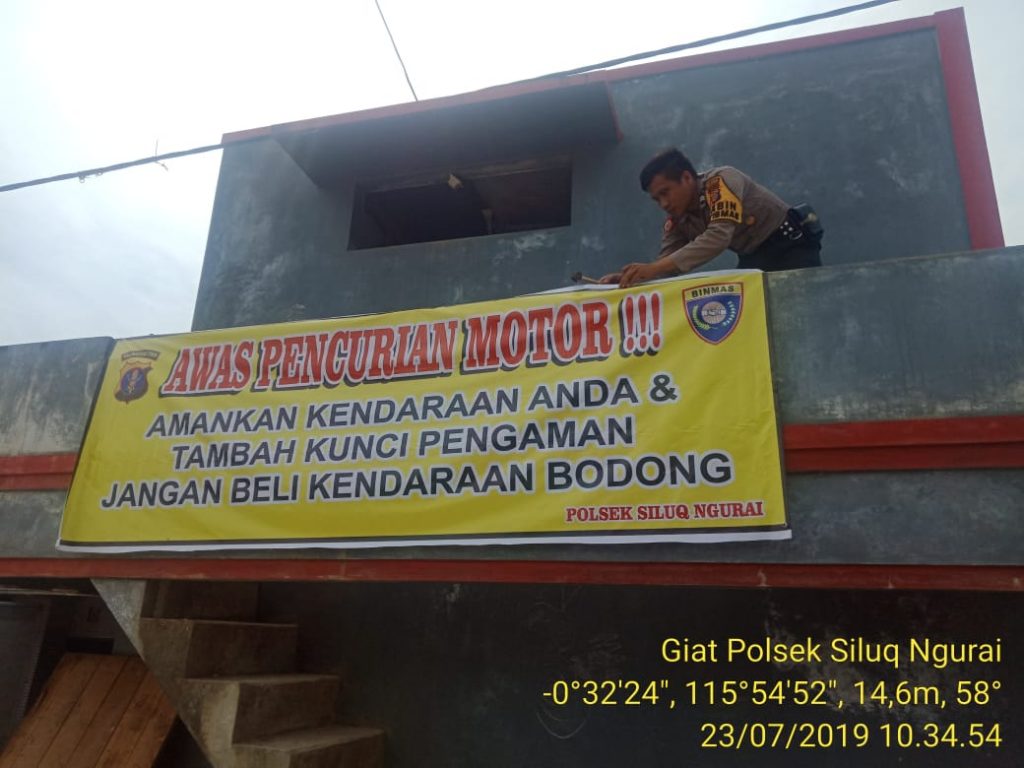 BIN
AWAS PENCURIAN MOTOR !!!
BINMAS
AMANKAN KENDARAAN ANDA &
TAMBAH KUNCI PENGAMAN
JANGAN BELI KENDARAAN BODONG
POLSEK SILUQ NGURAI
Giat Polsek Siluq Ngurai
-0°32'24", 115°54'52", 14,6m, 58°
23/07/2019 10.34.54